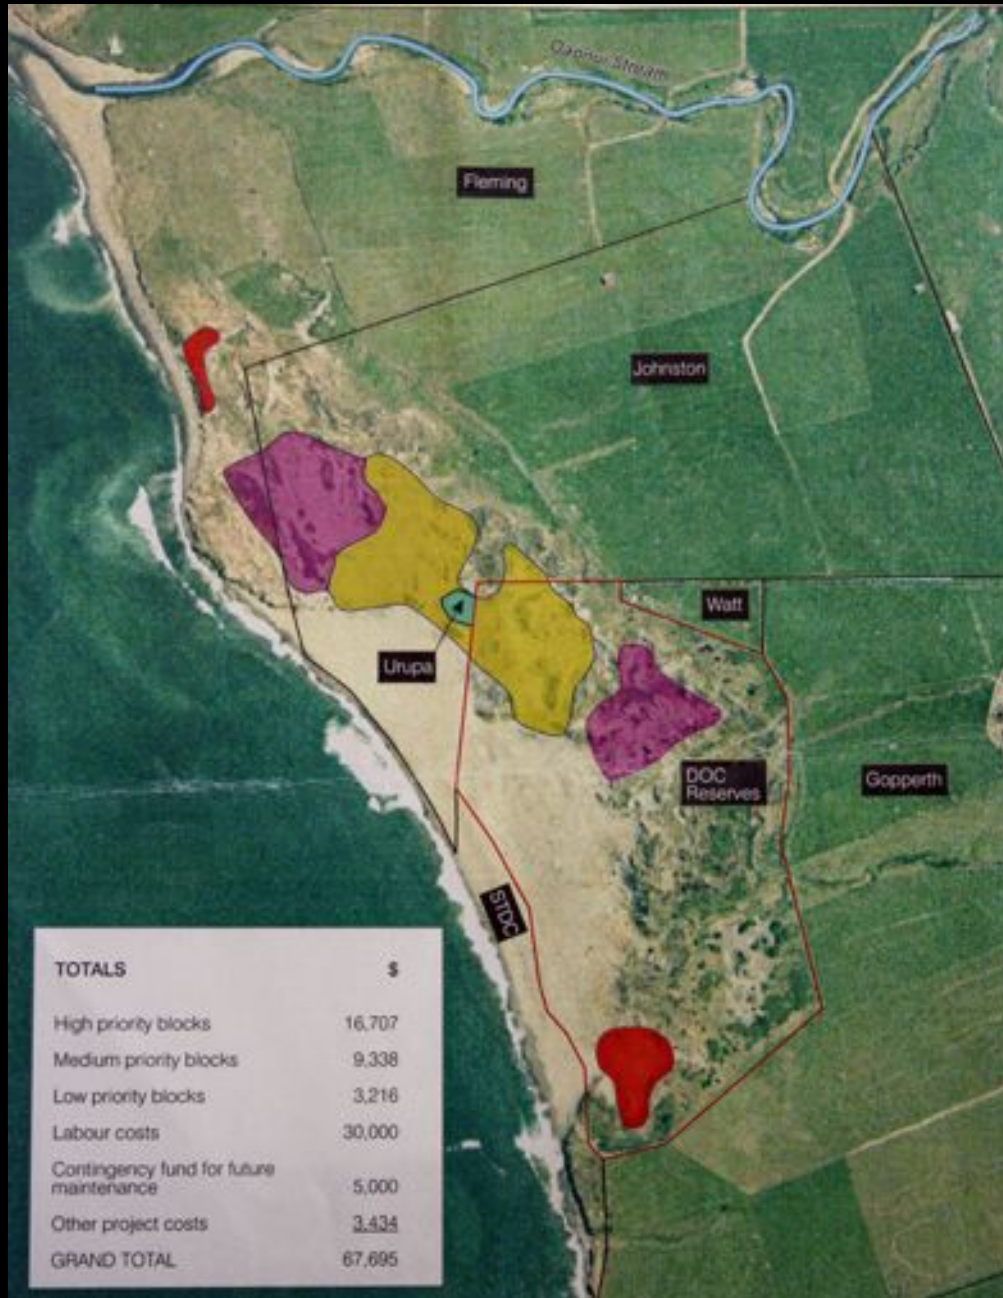 Oaonui Stream
Fleming
Johnston
Watt
Urupa
DOC
Reserves
Gopperth
STDC
TOTALS $
High priority blocks 16,707
Medium priority blocks 9,338
Low priority blocks 3,216
Labour costs 30,000
Contingency fund for future
maintenance 5,000
Other project costs 3,434
GRAND TOTAL 67,695